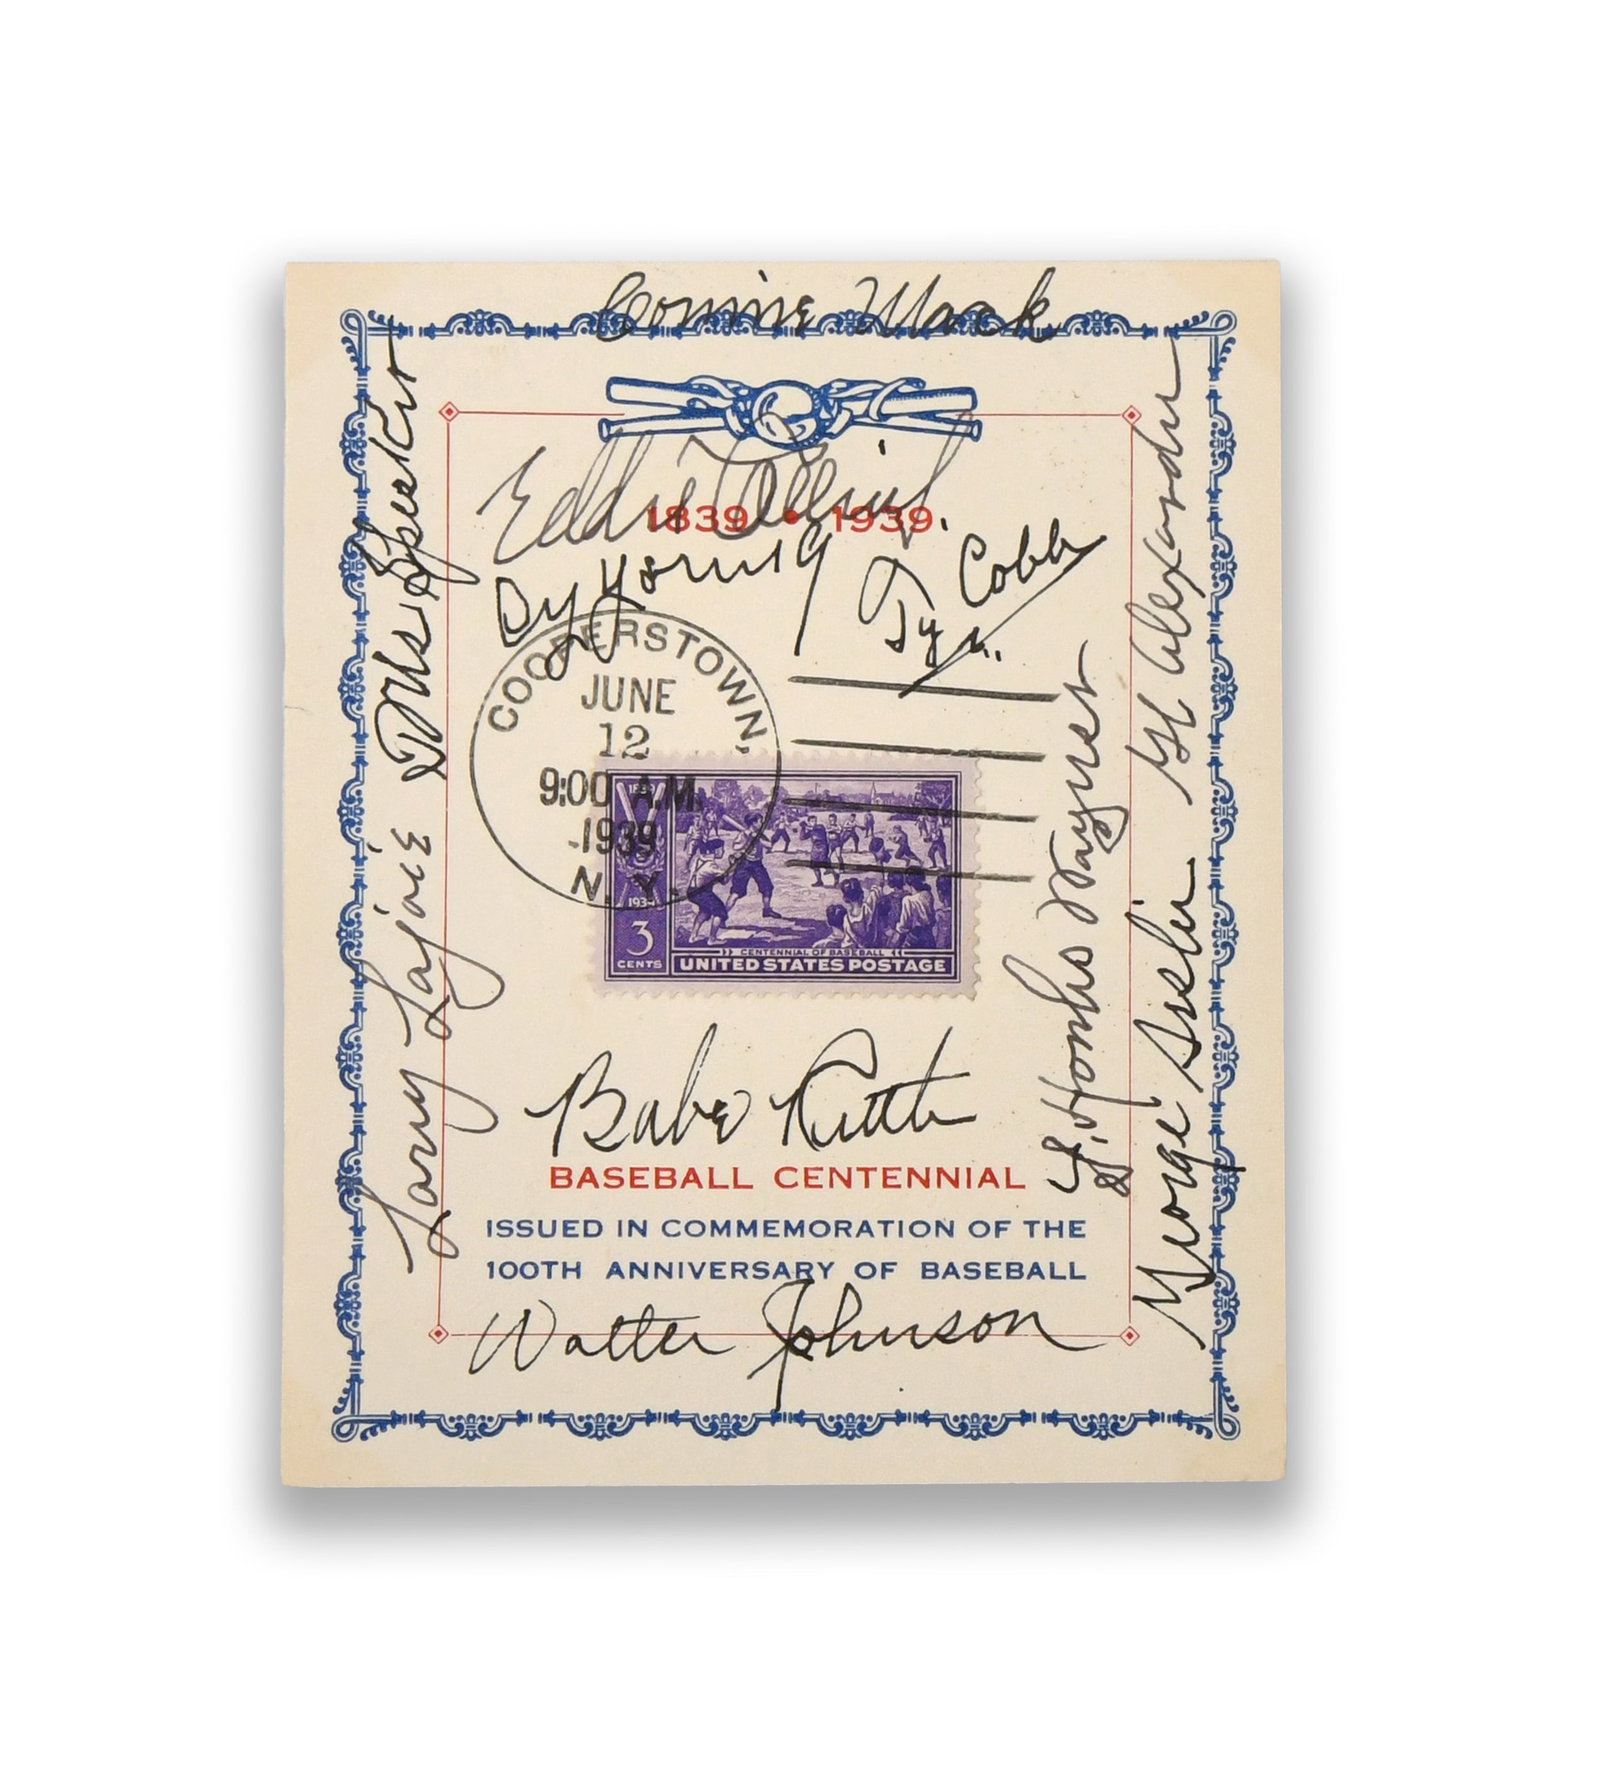 Connie Mack
Eddie Collins.
1839 • 1939
Cy Young
Ty Cobb
COOPERSTOWN,
JUNE
12
9:00 A.M.
1939
N. Y.
1839
1939
3
CENTS
CENTENNIAL OF BASEBALL
UNITED STATES POSTAGE
Tris Speaker
Larry Lajoie
G C Alexander
J. Honus Wagner
George Sisler
Babe Ruth
BASEBALL CENTENNIAL
ISSUED IN COMMEMORATION OF THE
100TH ANNIVERSARY OF BASEBALL
Walter Johnson